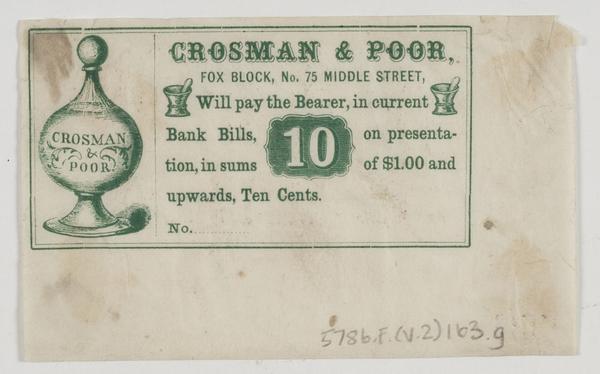 CROSMAN & POOR,
FOX BLOCK, No. 75 MIDDLE STREET,
Will pay the Bearer, in current
Bank Bills, 10 on presenta-
tion, in sums of $1.00 and
upwards, Ten Cents.
No.
CROSMAN
&
POOR
5786.F.(V.2)163.g